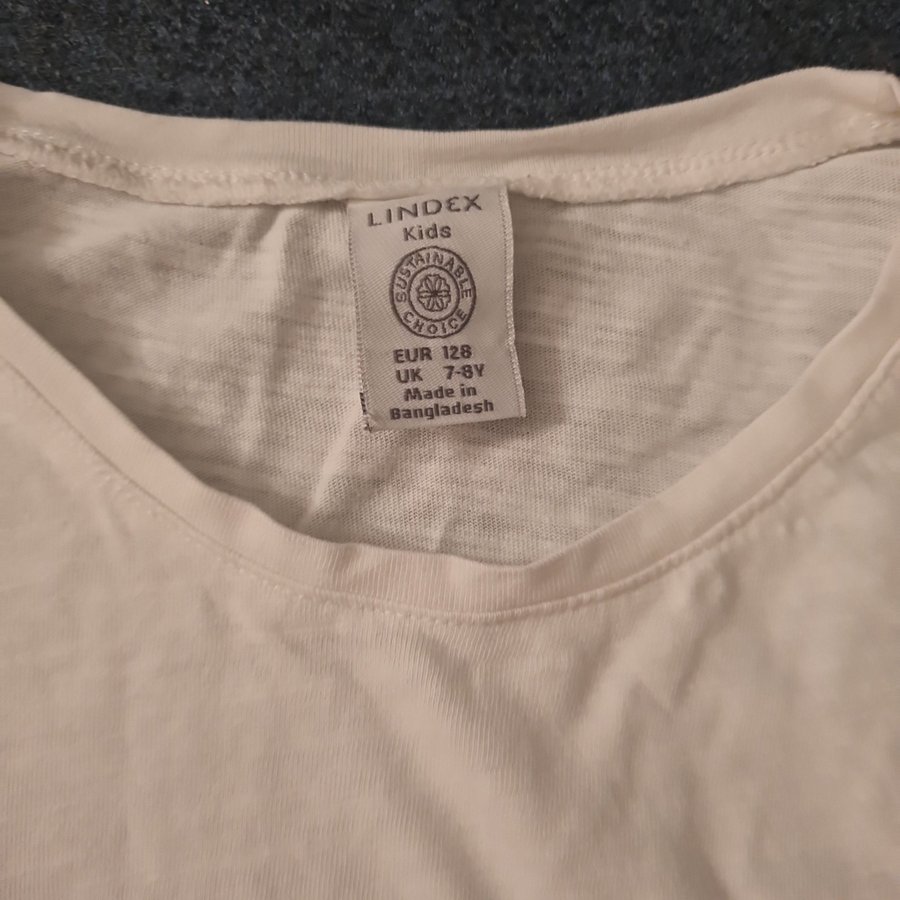 LINDEX
Kids
SUSTAINABLE
CHOICE
EUR 128
UK 7-8Y
Made in
Bangladesh